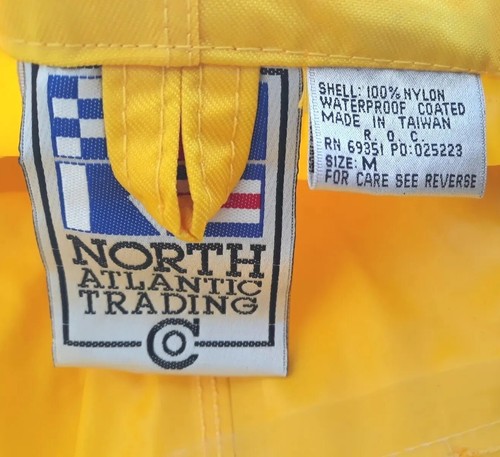 NORTH
ATLANTIC
TRADING
CO
SHELL: 100% NYLON
WATERPROOF COATED
MADE IN TAIWAN
R. O. C.
RN 69351 PO:025223
SIZE: M
FOR CARE SEE REVERSE